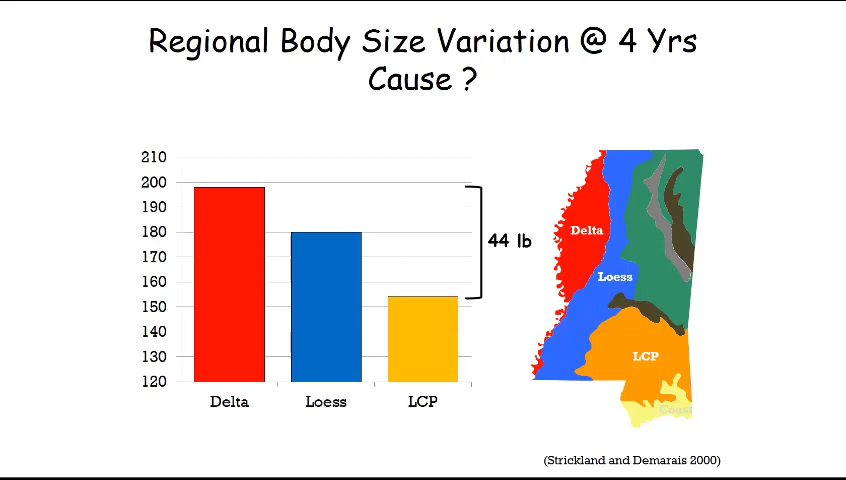 Regional Body Size Variation @ 4 Yrs
Cause ?
210
200
190
180
170
160
150
140
130
120
Delta
Loess
LCP
44 lb
Delta
Loess
LCP
Coast
(Strickland and Demarais 2000)